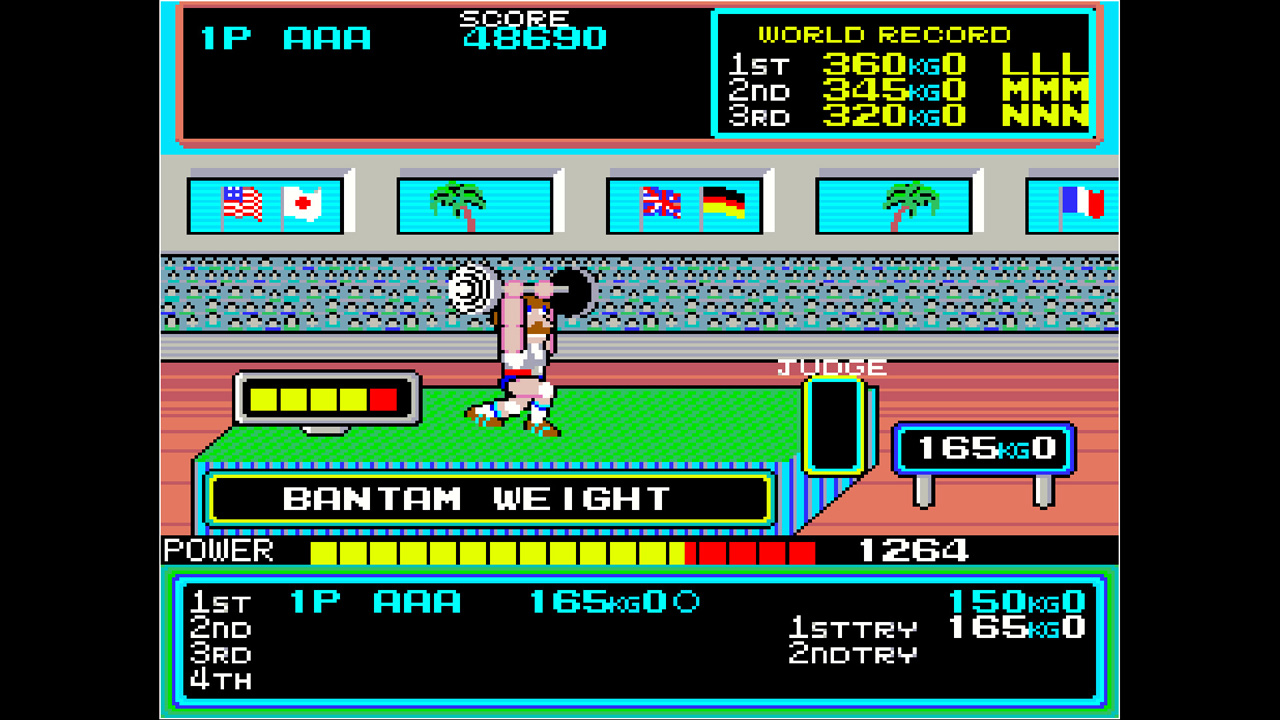 SCORE
1P AAA 48690
WORLD RECORD
1ST 360KG0 LLL
2ND 345KG0 MMM
3RD 320KG0 NNN
JUDGE
165KG0
BANTAM WEIGHT
POWER 1264
1ST 1P AAA 165KG0○ 150KG0
2ND 1STTRY 165KG0
3RD 2NDTRY
4TH